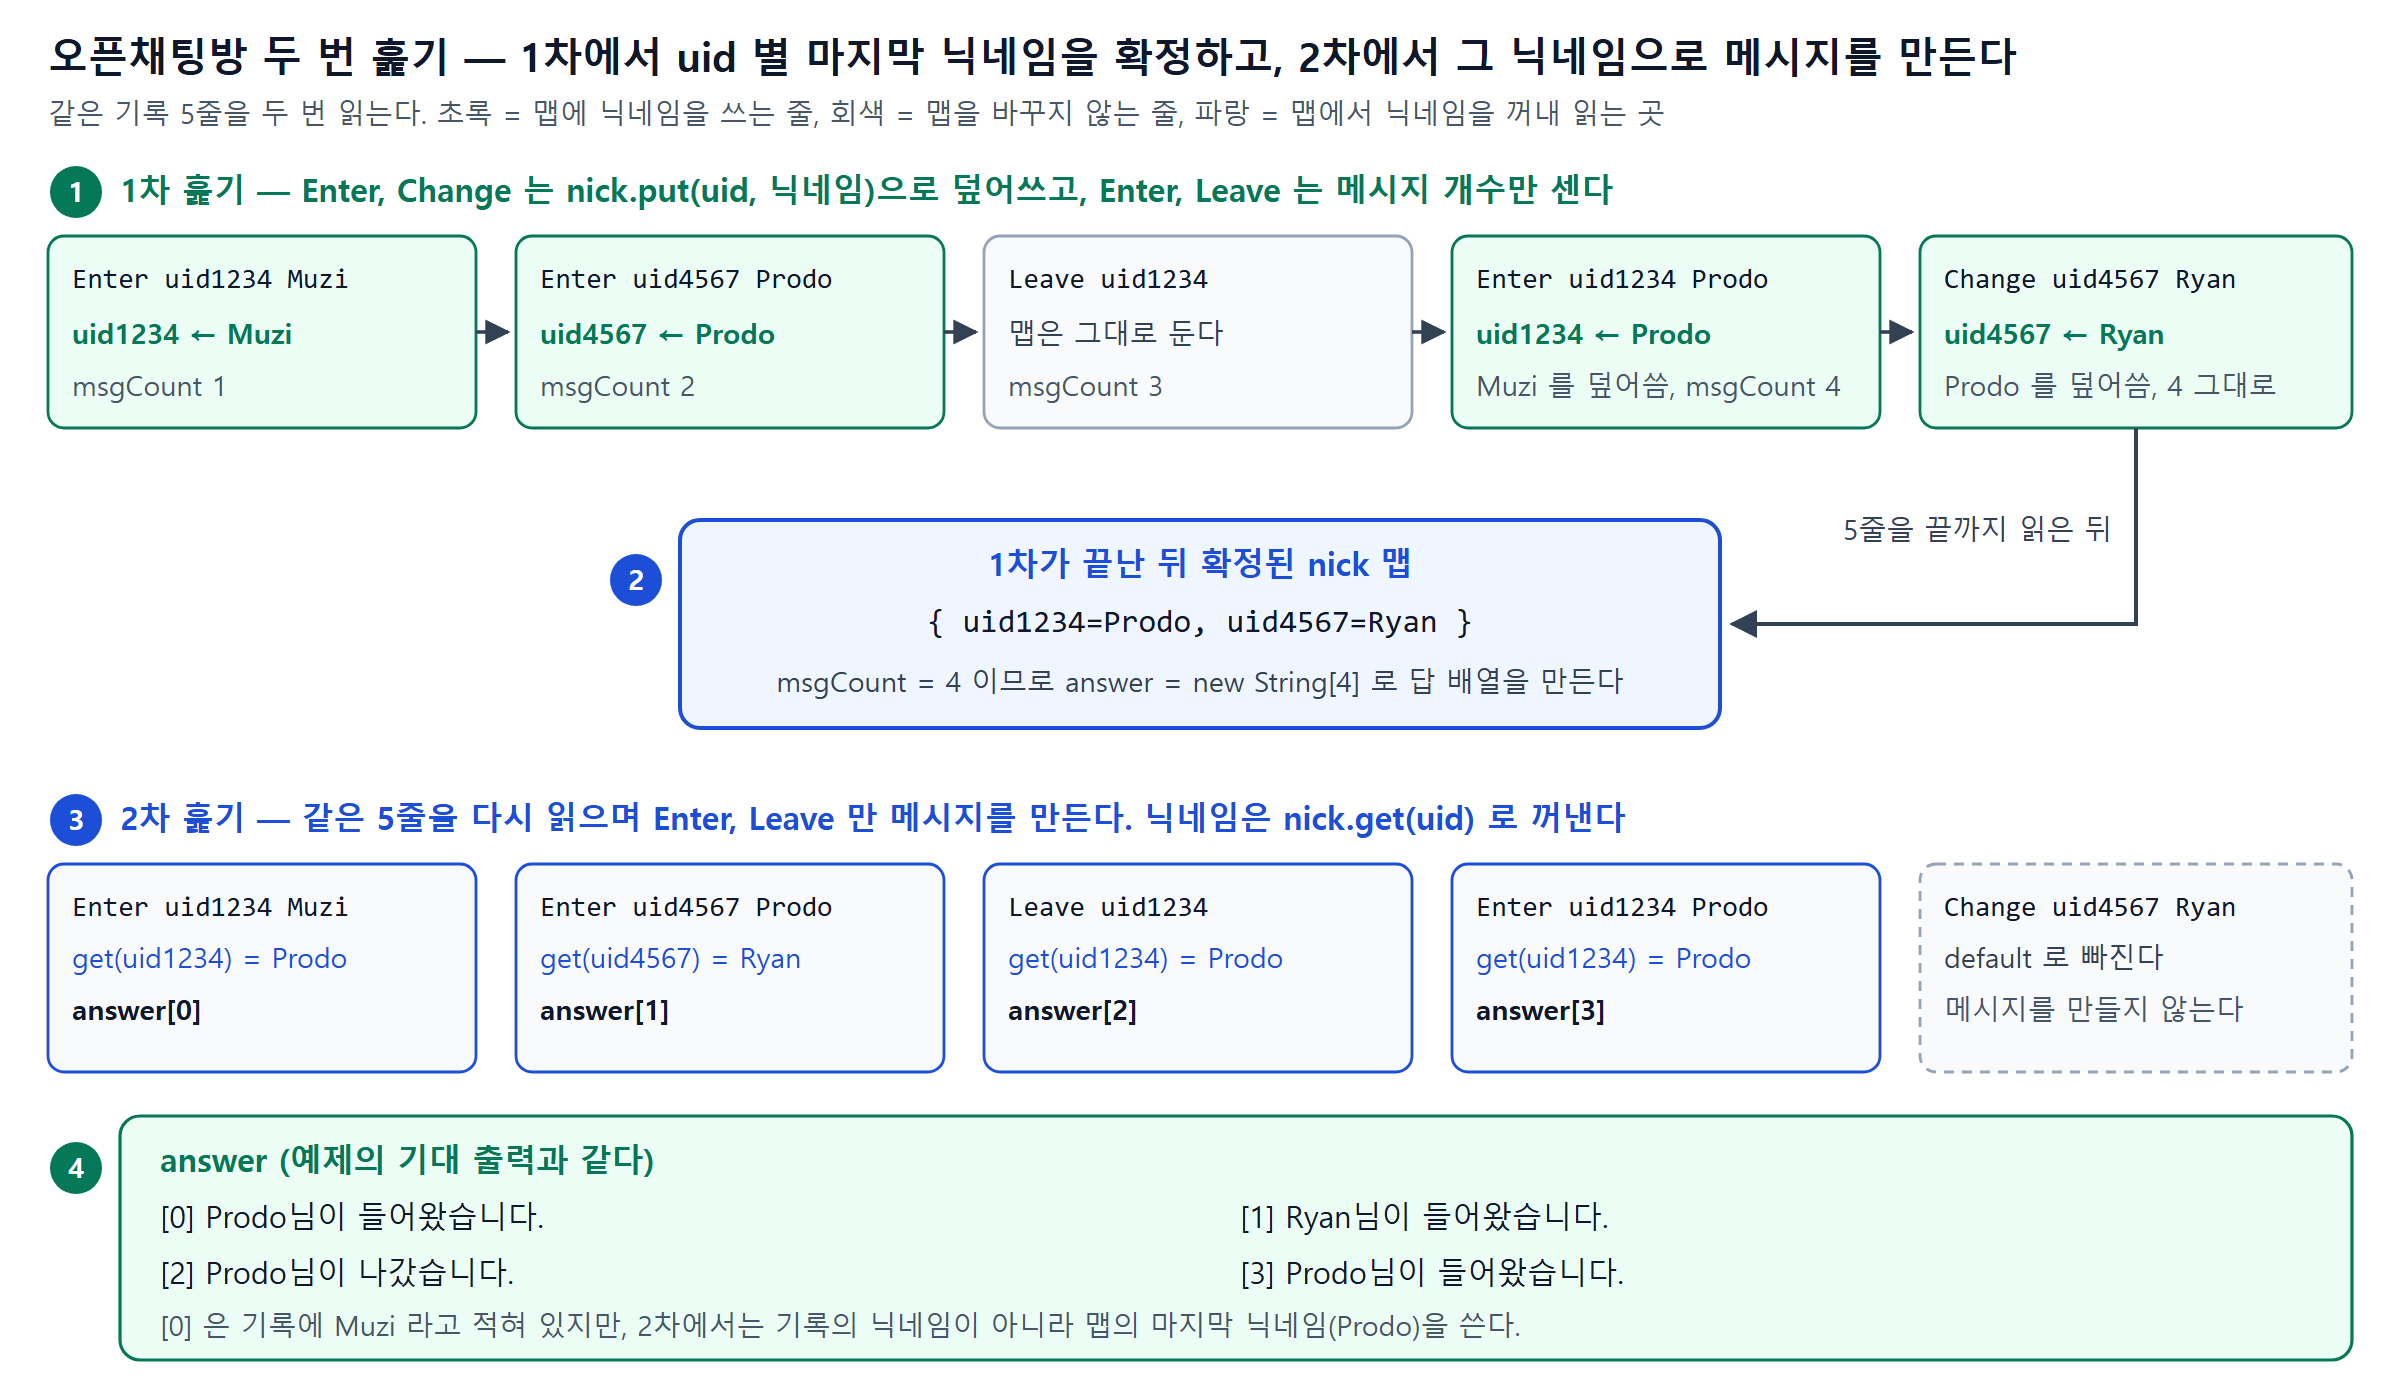 오픈채팅방 두 번 훑기 — 1차에서 uid 별 마지막 닉네임을 확정하고, 2차에서 그 닉네임으로 메시지를 만든다
같은 기록 5줄을 두 번 읽는다. 초록 = 맵에 닉네임을 쓰는 줄, 회색 = 맵을 바꾸지 않는 줄, 파랑 = 맵에서 닉네임을 꺼내 읽는 곳
1 1차 훑기 — Enter, Change 는 nick.put(uid, 닉네임)으로 덮어쓰고, Enter, Leave 는 메시지 개수만 센다
Enter uid1234 Muzi
uid1234 ← Muzi
msgCount 1
Enter uid4567 Prodo
uid4567 ← Prodo
msgCount 2
Leave uid1234
맵은 그대로 둔다
msgCount 3
Enter uid1234 Prodo
uid1234 ← Prodo
Muzi 를 덮어씀, msgCount 4
Change uid4567 Ryan
uid4567 ← Ryan
Prodo 를 덮어씀, 4 그대로
5줄을 끝까지 읽은 뒤
2
1차가 끝난 뒤 확정된 nick 맵
{ uid1234=Prodo, uid4567=Ryan }
msgCount = 4 이므로 answer = new String[4] 로 답 배열을 만든다
3 2차 훑기 — 같은 5줄을 다시 읽으며 Enter, Leave 만 메시지를 만든다. 닉네임은 nick.get(uid) 로 꺼낸다
Enter uid1234 Muzi
get(uid1234) = Prodo
answer[0]
Enter uid4567 Prodo
get(uid4567) = Ryan
answer[1]
Leave uid1234
get(uid1234) = Prodo
answer[2]
Enter uid1234 Prodo
get(uid1234) = Prodo
answer[3]
Change uid4567 Ryan
default 로 빠진다
메시지를 만들지 않는다
4
answer (예제의 기대 출력과 같다)
[0] Prodo님이 들어왔습니다.
[1] Ryan님이 들어왔습니다.
[2] Prodo님이 나갔습니다.
[3] Prodo님이 들어왔습니다.
[0] 은 기록에 Muzi 라고 적혀 있지만, 2차에서는 기록의 닉네임이 아니라 맵의 마지막 닉네임(Prodo)을 쓴다.